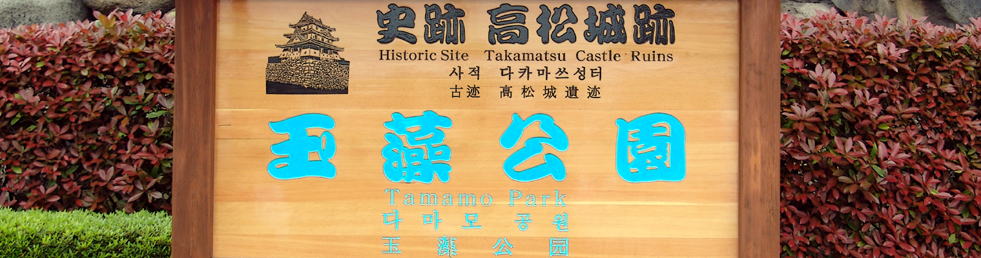 史跡 高松城跡
Historic Site Takamatsu Castle Ruins
사적 다카마쓰성터
古迹 高松城遺迹
玉藻公園
Tamamo Park
다마모 공원
玉藻公园